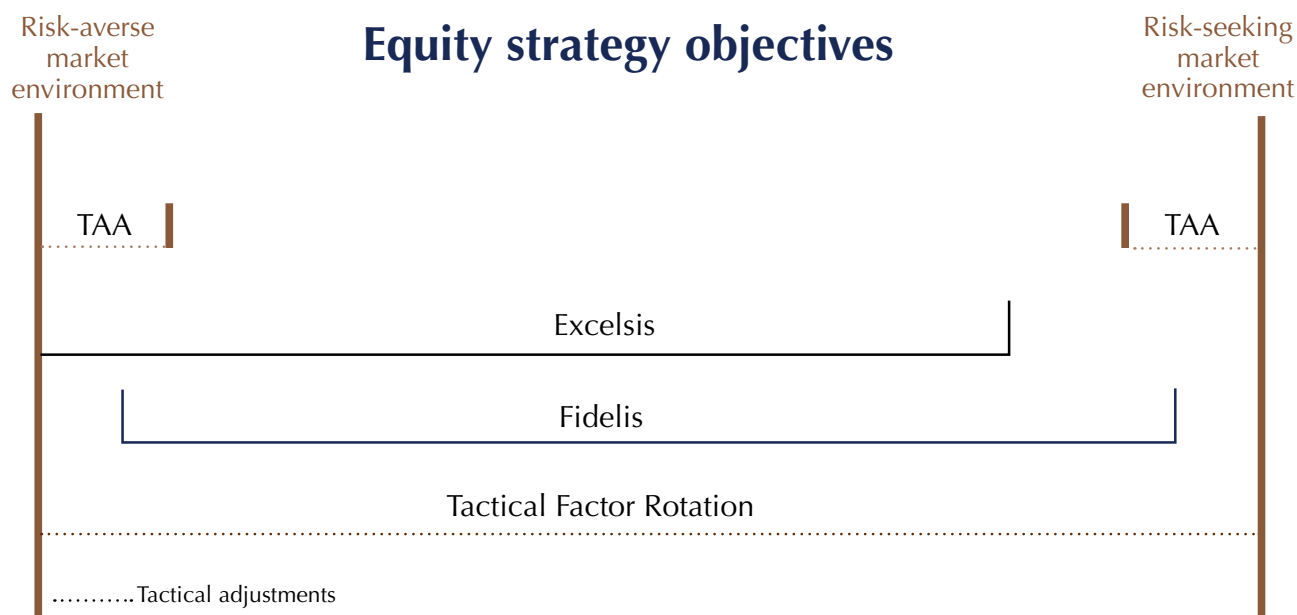 Risk-averse
market
environment
Equity strategy objectives
Risk-seeking
market
environment
TAA
TAA
Excelsis
Fidelis
Tactical Factor Rotation
...........Tactical adjustments